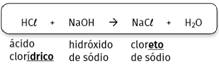 HCℓ + NaOH → NaCℓ + H₂O
ácido hidróxido cloreto
clorídrico de sódio de sódio